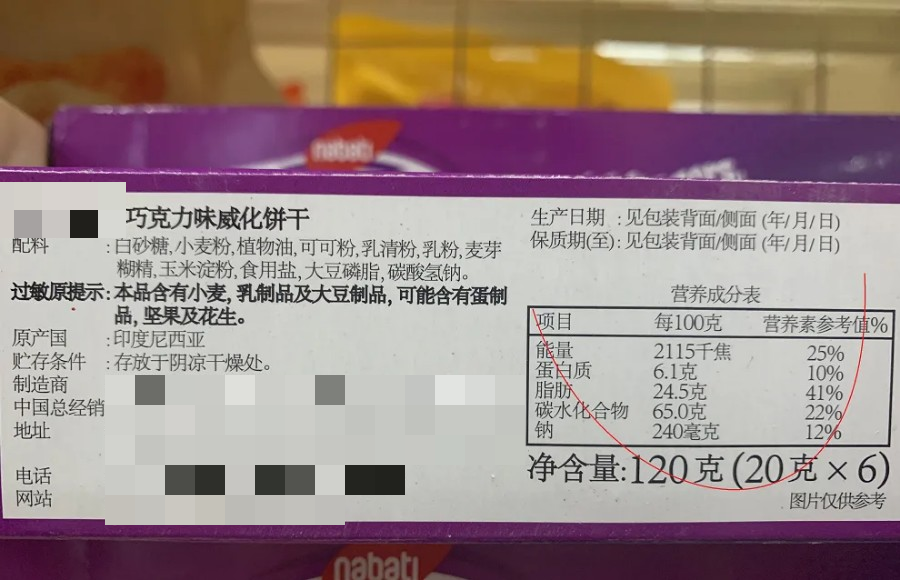 nabati
巧克力味威化饼干
配料 :白砂糖,小麦粉,植物油,可可粉,乳清粉,乳粉,麦芽
糊精,玉米淀粉,食用盐,大豆磷脂,碳酸氢钠。
过敏原提示:本品含有小麦,乳制品及大豆制品,可能含有蛋制
品,坚果及花生。
原产国 :印度尼西亚
贮存条件 :存放于阴凉干燥处。
制造商
中国总经销
地址
电话
网站
生产日期 :见包装背面/侧面 (年/月/日)
保质期(至):见包装背面/侧面 (年/月/日)
营养成分表
项目 每100克 营养素参考值%
能量 2115千焦 25%
蛋白质 6.1克 10%
脂肪 24.5克 41%
碳水化合物 65.0克 22%
钠 240毫克 12%
净含量:120克(20克×6)
图片仅供参考
nabati